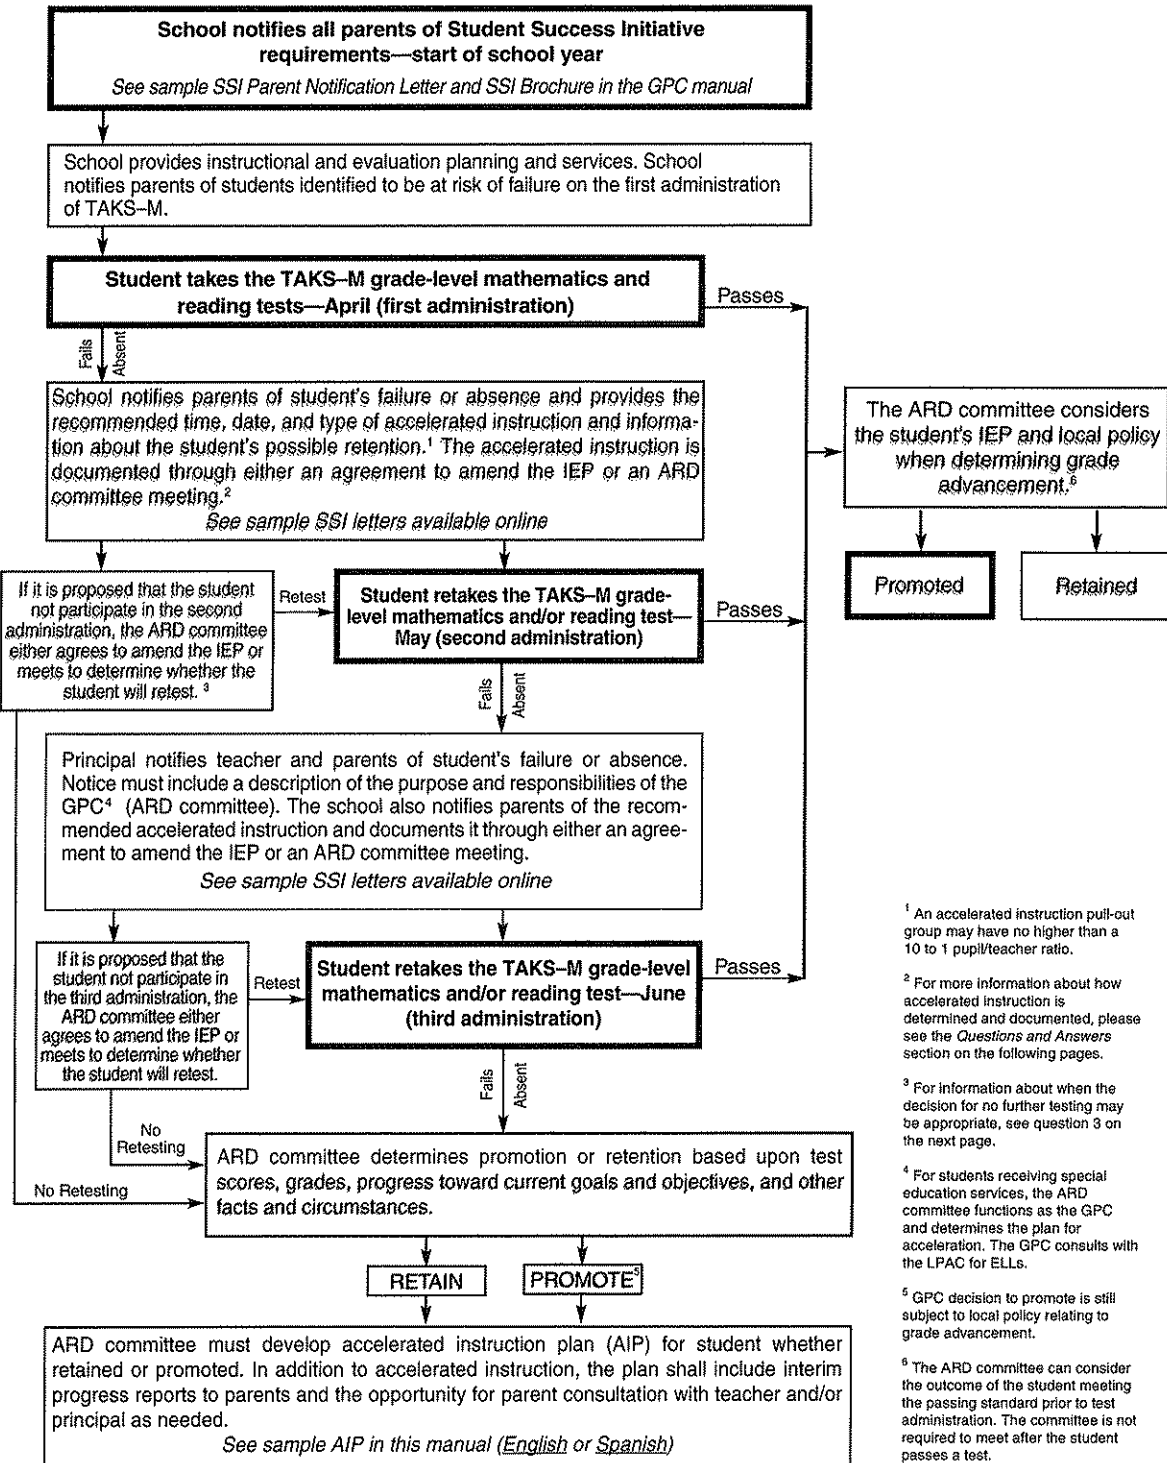 School notifies all parents of Student Success Initiative
requirements—start of school year
See sample SSI Parent Notification Letter and SSI Brochure in the GPC manual
School provides instructional and evaluation planning and services. School
notifies parents of students identified to be at risk of failure on the first administration
of TAKS–M.
Student takes the TAKS–M grade-level mathematics and
reading tests—April (first administration)
Passes
Fails
Absent
School notifies parents of student's failure or absence and provides the
recommended time, date, and type of accelerated instruction and informa-
tion about the student's possible retention.¹ The accelerated instruction is
documented through either an agreement to amend the IEP or an ARD
committee meeting.²
See sample SSI letters available online
The ARD committee considers
the student's IEP and local policy
when determining grade
advancement.⁶
Promoted
Retained
If it is proposed that the student
not participate in the second
administration, the ARD committee
either agrees to amend the IEP or
meets to determine whether the
student will retest. ³
Retest
Student retakes the TAKS–M grade-
level mathematics and/or reading test—
May (second administration)
Passes
Fails
Absent
Principal notifies teacher and parents of student's failure or absence.
Notice must include a description of the purpose and responsibilities of the
GPC⁴ (ARD committee). The school also notifies parents of the recom-
mended accelerated instruction and documents it through either an agree-
ment to amend the IEP or an ARD committee meeting.
See sample SSI letters available online
If it is proposed that the
student not participate in
the third administration, the
ARD committee either
agrees to amend the IEP or
meets to determine whether
the student will retest.
Retest
Student retakes the TAKS–M grade-level
mathematics and/or reading test—June
(third administration)
Passes
Fails
Absent
No
Retesting
No Retesting
ARD committee determines promotion or retention based upon test
scores, grades, progress toward current goals and objectives, and other
facts and circumstances.
RETAIN
PROMOTE⁵
ARD committee must develop accelerated instruction plan (AIP) for student whether
retained or promoted. In addition to accelerated instruction, the plan shall include interim
progress reports to parents and the opportunity for parent consultation with teacher and/or
principal as needed.
See sample AIP in this manual (English or Spanish)
¹ An accelerated instruction pull-out
group may have no higher than a
10 to 1 pupil/teacher ratio.
² For more information about how
accelerated instruction is
determined and documented, please
see the Questions and Answers
section on the following pages.
³ For information about when the
decision for no further testing may
be appropriate, see question 3 on
the next page.
⁴ For students receiving special
education services, the ARD
committee functions as the GPC
and determines the plan for
acceleration. The GPC consults with
the LPAC for ELLs.
⁵ GPC decision to promote is still
subject to local policy relating to
grade advancement.
⁶ The ARD committee can consider
the outcome of the student meeting
the passing standard prior to test
administration. The committee is not
required to meet after the student
passes a test.